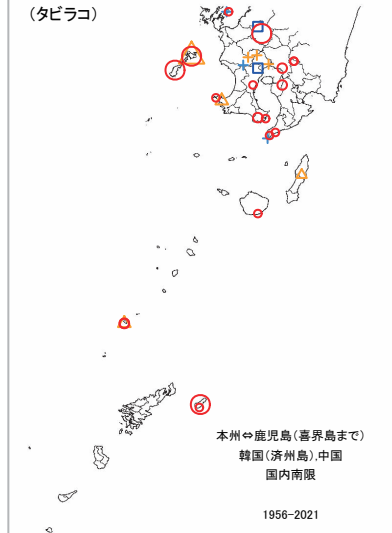 (タビラコ)
本州⇔鹿児島(喜界島まで)
韓国(済州島),中国
国内南限
1956-2021